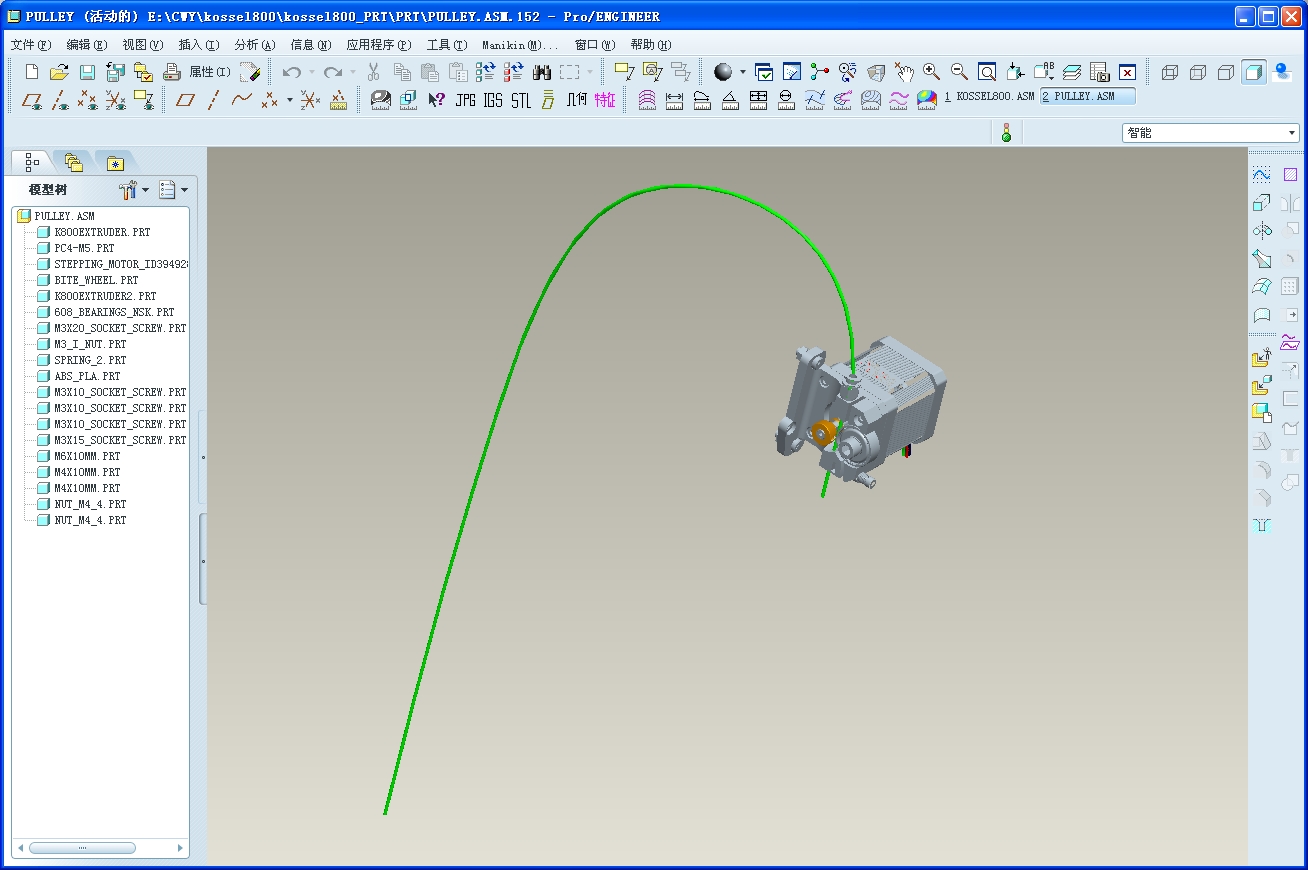 PULLEY (活动的) E:\CWY\kossel800\kossel800_PRT\PRT\PULLEY.ASM.152 - Pro/ENGINEER
文件(F) 编辑(E) 视图(V) 插入(I) 分析(A) 信息(N) 应用程序(P) 工具(T) Manikin(M)... 窗口(W) 帮助(H)
属性(I)
JPG IGS STL 几何 特征 1 KOSSEL800.ASM 2 PULLEY.ASM
智能
模型树
PULLEY.ASM
K800EXTRUDER.PRT
PC4-M5.PRT
STEPPING_MOTOR_ID39492
BITE_WHEEL.PRT
K800EXTRUDER2.PRT
608_BEARINGS_NSK.PRT
M3X20_SOCKET_SCREW.PRT
M3_I_NUT.PRT
SPRING_2.PRT
ABS_PLA.PRT
M3X10_SOCKET_SCREW.PRT
M3X10_SOCKET_SCREW.PRT
M3X10_SOCKET_SCREW.PRT
M3X15_SOCKET_SCREW.PRT
M6X10MM.PRT
M4X10MM.PRT
M4X10MM.PRT
NUT_M4_4.PRT
NUT_M4_4.PRT